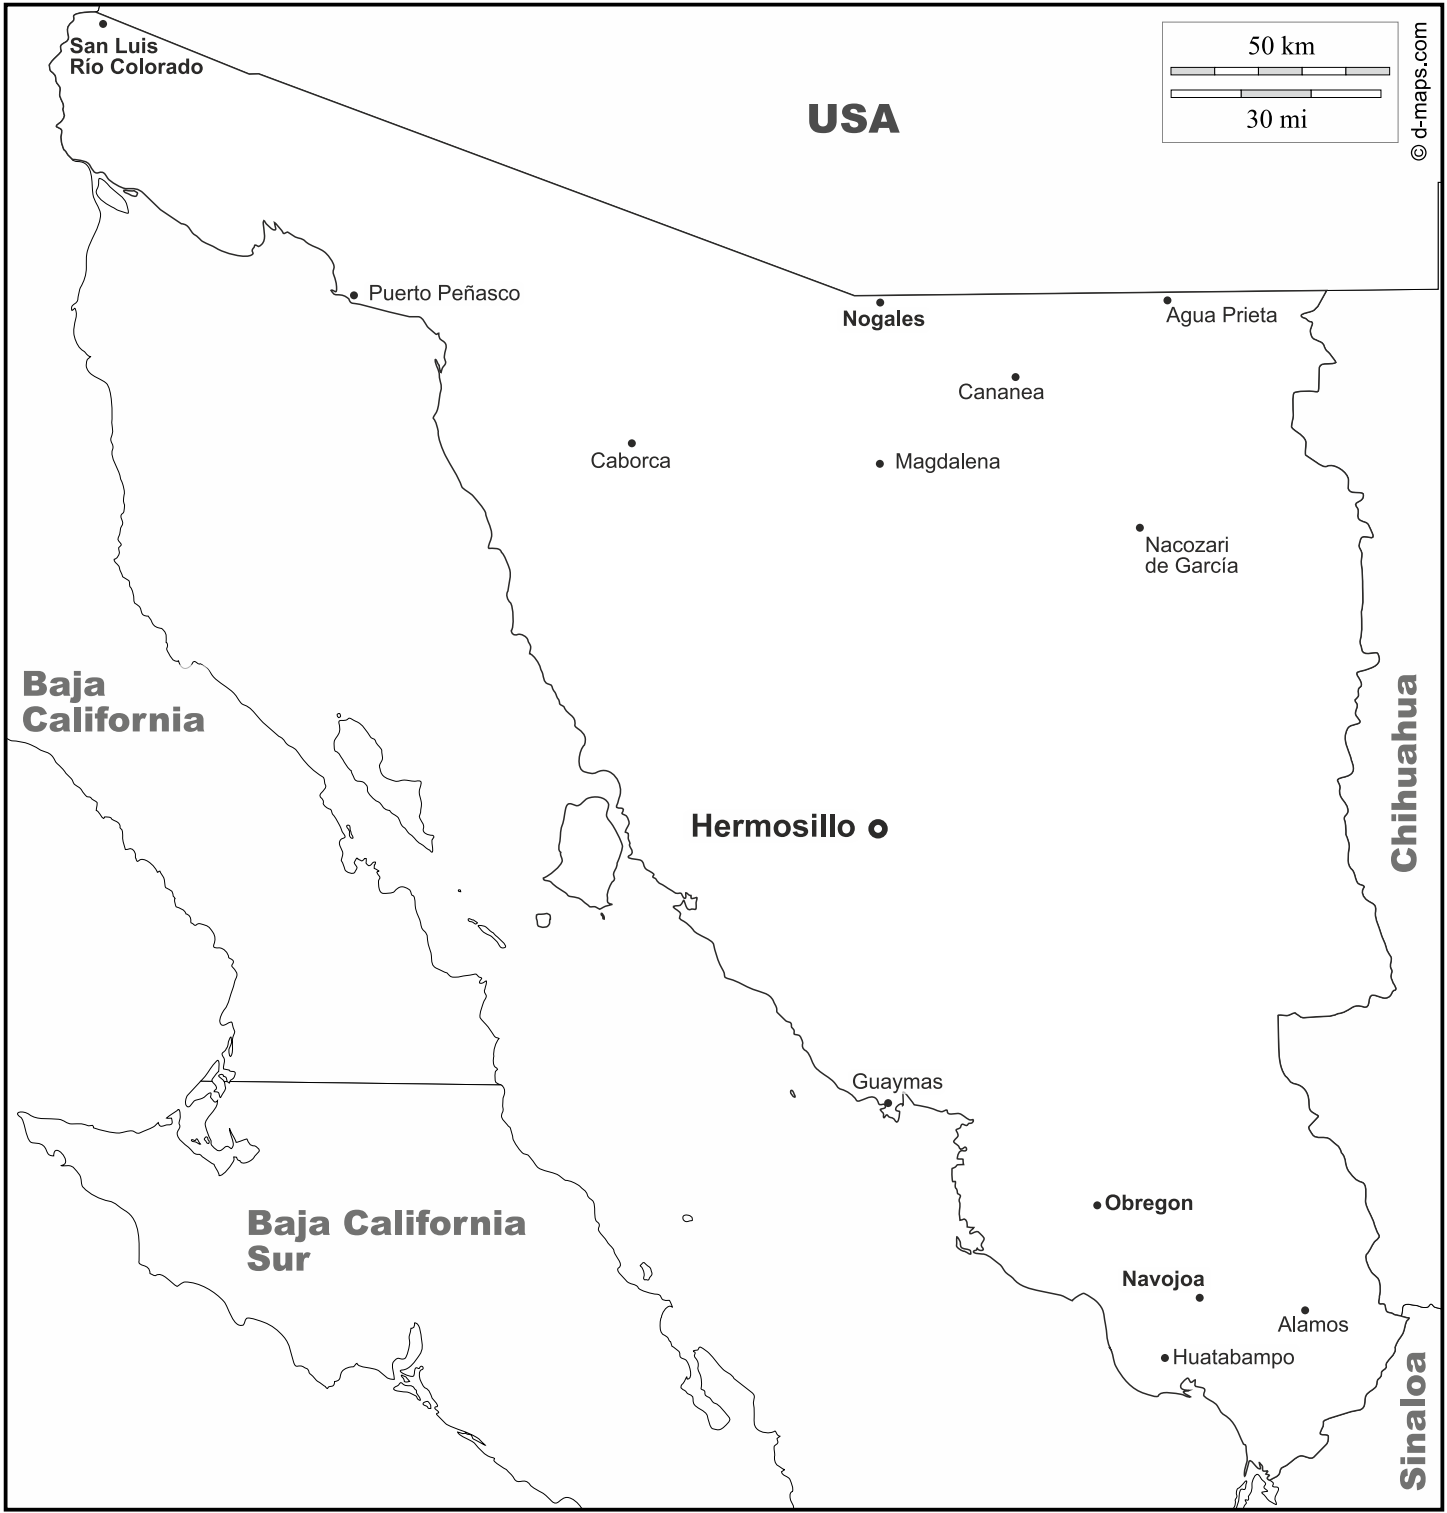 San Luis
Río Colorado
50 km
30 mi
© d-maps.com
USA
Puerto Peñasco
Nogales
Agua Prieta
Cananea
Caborca
Magdalena
Nacozari
de García
Baja
California
Chihuahua
Hermosillo
Guaymas
Obregon
Baja California
Sur
Navojoa
Alamos
Huatabampo
Sinaloa